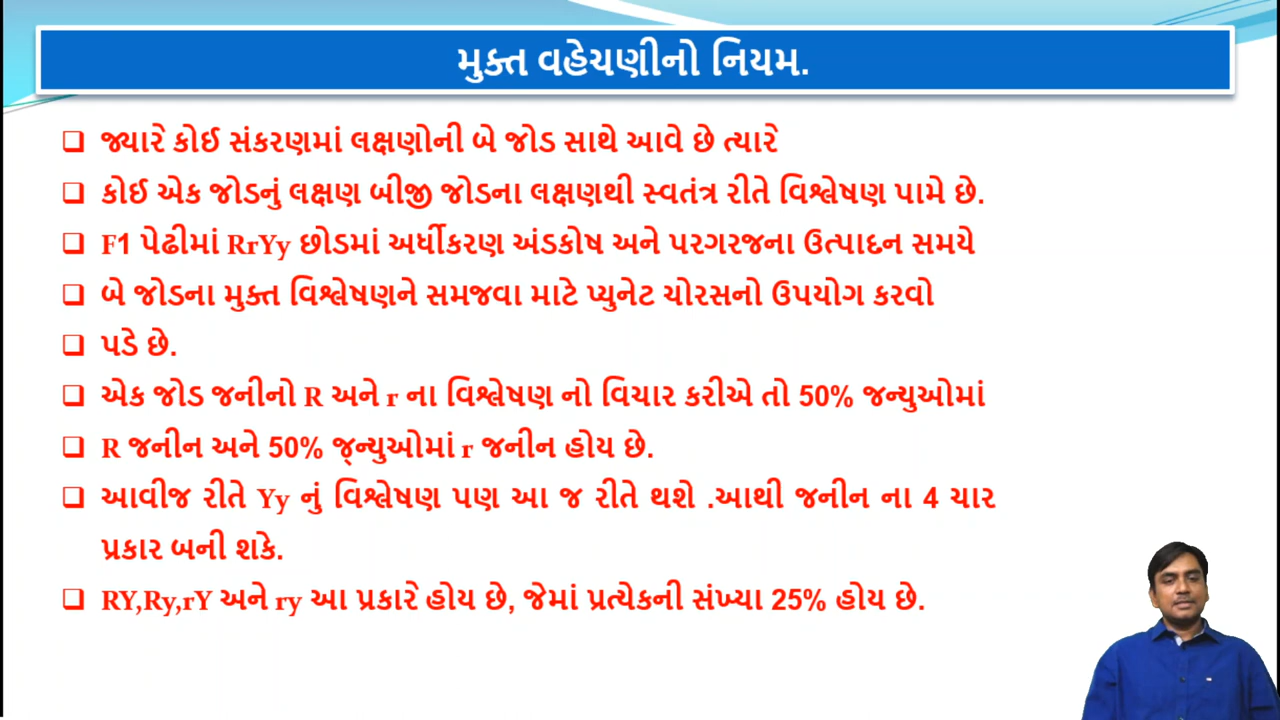 મુક્ત વહેચણીનો નિયમ.
❑ જ્યારે કોઈ સંકરણમાં લક્ષણોની બે જોડ સાથે આવે છે ત્યારે
❑ કોઈ એક જોડનું લક્ષણ બીજી જોડના લક્ષણથી સ્વતંત્ર રીતે વિશ્લેષણ પામે છે.
❑ F1 પેઢીમાં RrYy છોડમાં અર્ધીકરણ અંડકોષ અને પરગરજના ઉત્પાદન સમયે
❑ બે જોડના મુક્ત વિશ્લેષણને સમજવા માટે પ્યુનેટ ચોરસનો ઉપયોગ કરવો
❑ પડે છે.
❑ એક જોડ જનીનો R અને r ના વિશ્લેષણ નો વિચાર કરીએ તો 50% જન્યુઓમાં
❑ R જનીન અને 50% જ્ન્યુઓમાં r જનીન હોય છે.
❑ આવીજ રીતે Yy નું વિશ્લેષણ પણ આ જ રીતે થશે .આથી જનીન ના 4 ચાર
પ્રકાર બની શકે.
❑ RY,Ry,rY અને ry આ પ્રકારે હોય છે, જેમાં પ્રત્યેકની સંખ્યા 25% હોય છે.